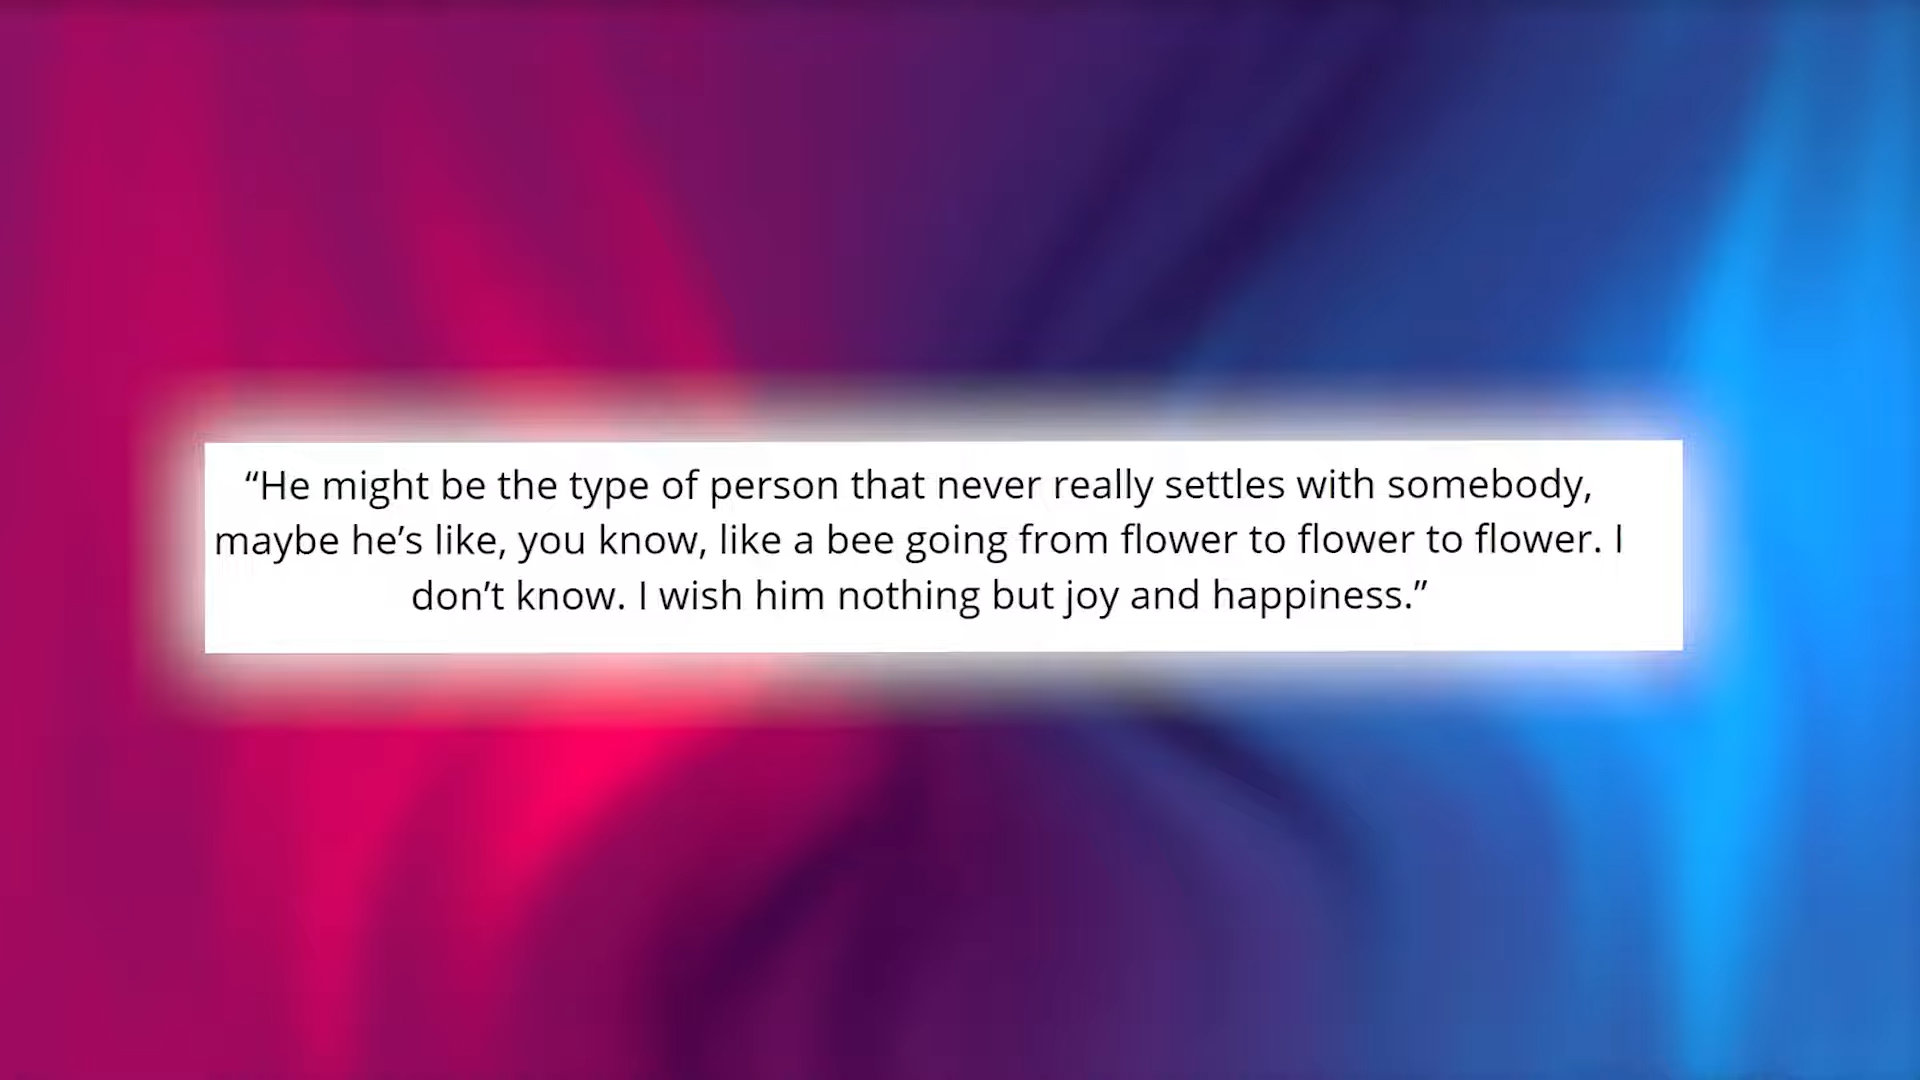 “He might be the type of person that never really settles with somebody,
maybe he’s like, you know, like a bee going from flower to flower to flower. I
don’t know. I wish him nothing but joy and happiness.”